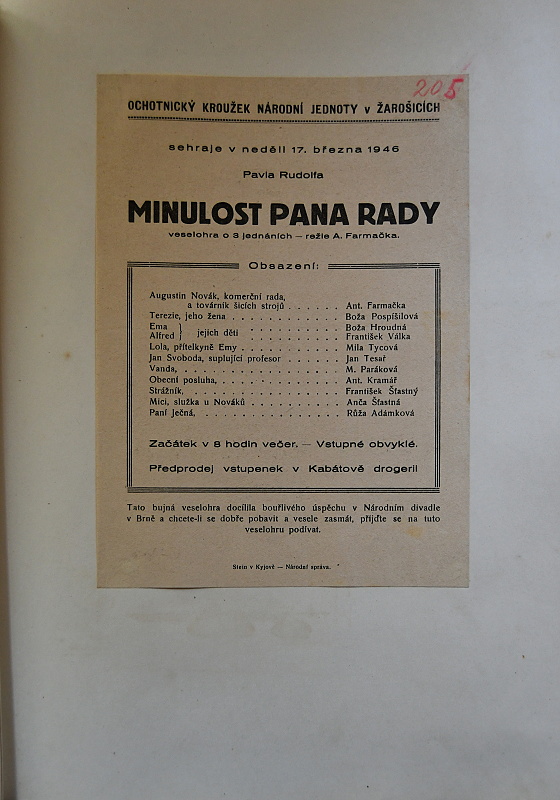 205
OCHOTNICKÝ KROUŽEK NÁRODNÍ JEDNOTY v ŽAROŠICÍCH
sehraje v neděli 17. března 1946
Pavla Rudolfa
MINULOST PANA RADY
veselohra o 3 jednáních — režie A. Farmačka.
Obsazení:
Augustin Novák, komerční rada,
a továrník šicích strojů . . . . . . Ant. Farmačka
Terezie, jeho žena . . . . . . . . . . . . Boža Pospíšilová
Ema } jejich děti . . . . . . . . . . Boža Hroudná
Alfred } . . . . . . . . . . František Válka
Lola, přítelkyně Emy . . . . . . . . . . . Mila Tycová
Jan Svoboda, suplující profesor . . . . . . Jan Tesař
Vanda, . . . . . . . . . . . . . . . . . . M. Paráková
Obecní posluha, . . . . . . . . . . . . . Ant. Kramář
Strážník, . . . . . . . . . . . . . . . . František Šťastný
Mici, služka u Nováků . . . . . . . . . . Anča Šťastná
Paní Ječná, . . . . . . . . . . . . . . . Růža Adámková
Začátek v 8 hodin večer. — Vstupné obvyklé.
Předprodej vstupenek v Kabátově drogerii
Tato bujná veselohra docílila bouřlivého úspěchu v Národním divadle
v Brně a chcete-li se dobře pobavit a vesele zasmát, přijďte se na tuto
veselohru podívat.
Stein v Kyjově — Národní správa.